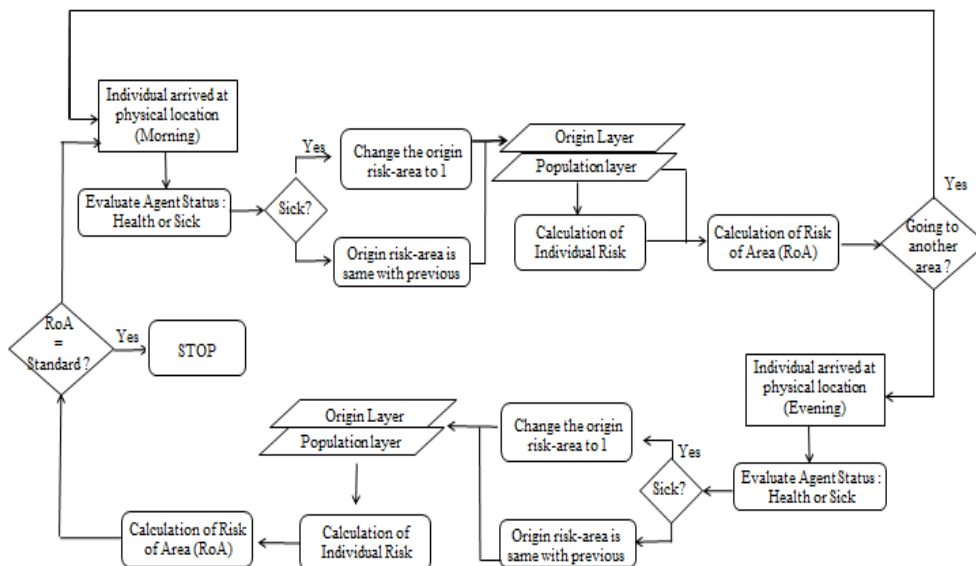 Individual arrived at
physical location
(Morning)
Evaluate Agent Status :
Health or Sick
Sick?
Yes
Change the origin
risk-area to 1
Origin risk-area is
same with previous
Origin Layer
Population layer
Calculation of
Individual Risk
Calculation of Risk
of Area (RoA)
Going to
another
area ?
Yes
Individual arrived at
physical location
(Evening)
Evaluate Agent Status :
Health or Sick
Sick?
Yes
Change the origin
risk-area to 1
Origin risk-area is
same with previous
Origin Layer
Population layer
Calculation of
Individual Risk
Calculation of Risk
of Area (RoA)
RoA
=
Standard ?
Yes
STOP